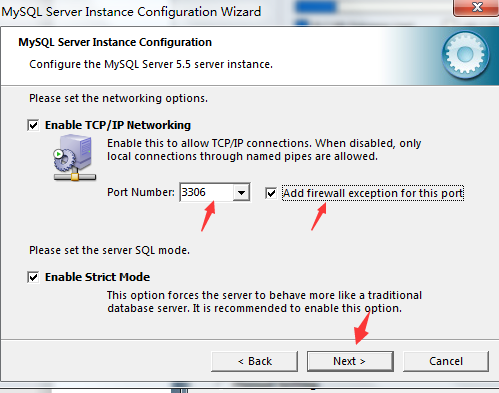 MySQL Server Instance Configuration Wizard
MySQL Server Instance Configuration
Configure the MySQL Server 5.5 server instance.
Please set the networking options.
Enable TCP/IP Networking
Enable this to allow TCP/IP connections. When disabled, only
local connections through named pipes are allowed.
Port Number: 3306 Add firewall exception for this port
Please set the server SQL mode.
Enable Strict Mode
This option forces the server to behave more like a traditional
database server. It is recommended to enable this option.
< Back Next > Cancel